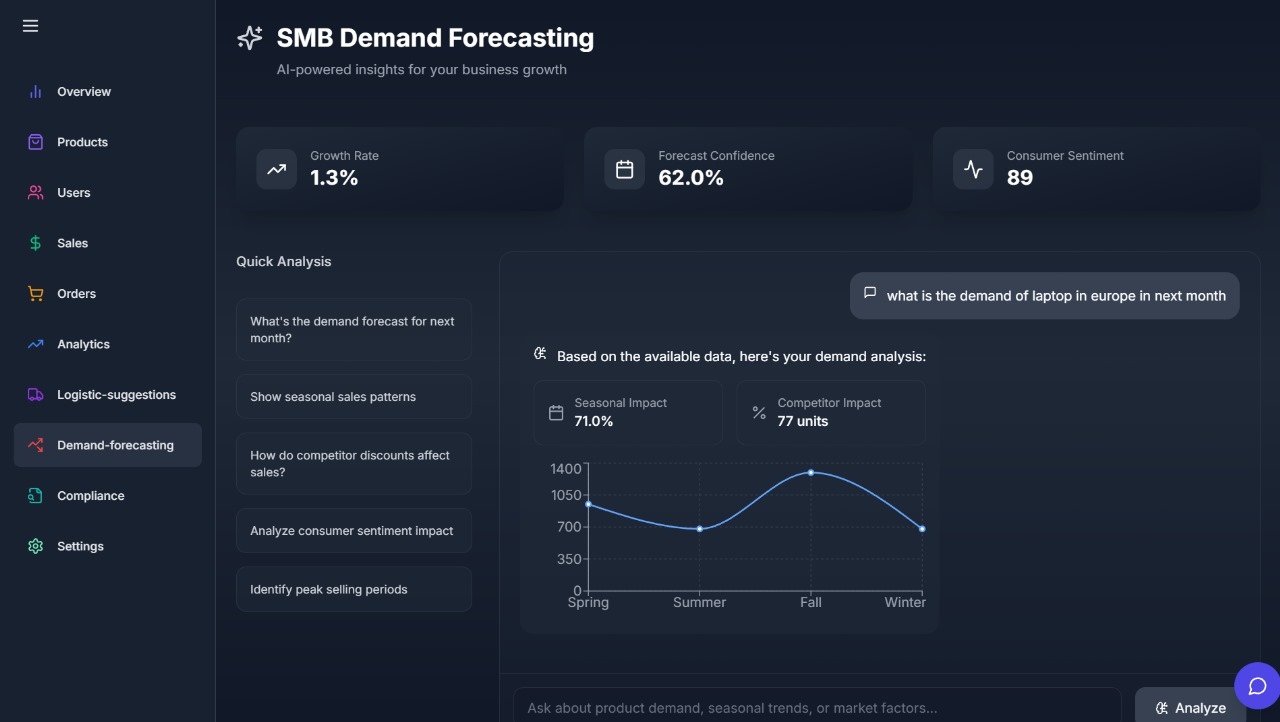 SMB Demand Forecasting
AI-powered insights for your business growth
Overview
Products
Users
Sales
Orders
Analytics
Logistic-suggestions
Demand-forecasting
Compliance
Settings
Growth Rate
1.3%
Forecast Confidence
62.0%
Consumer Sentiment
89
Quick Analysis
What's the demand forecast for next
month?
Show seasonal sales patterns
How do competitor discounts affect
sales?
Analyze consumer sentiment impact
Identify peak selling periods
what is the demand of laptop in europe in next month
Based on the available data, here's your demand analysis:
Seasonal Impact
71.0%
Competitor Impact
77 units
1400
1050
700
350
0
Spring Summer Fall Winter
Ask about product demand, seasonal trends, or market factors...
Analyze